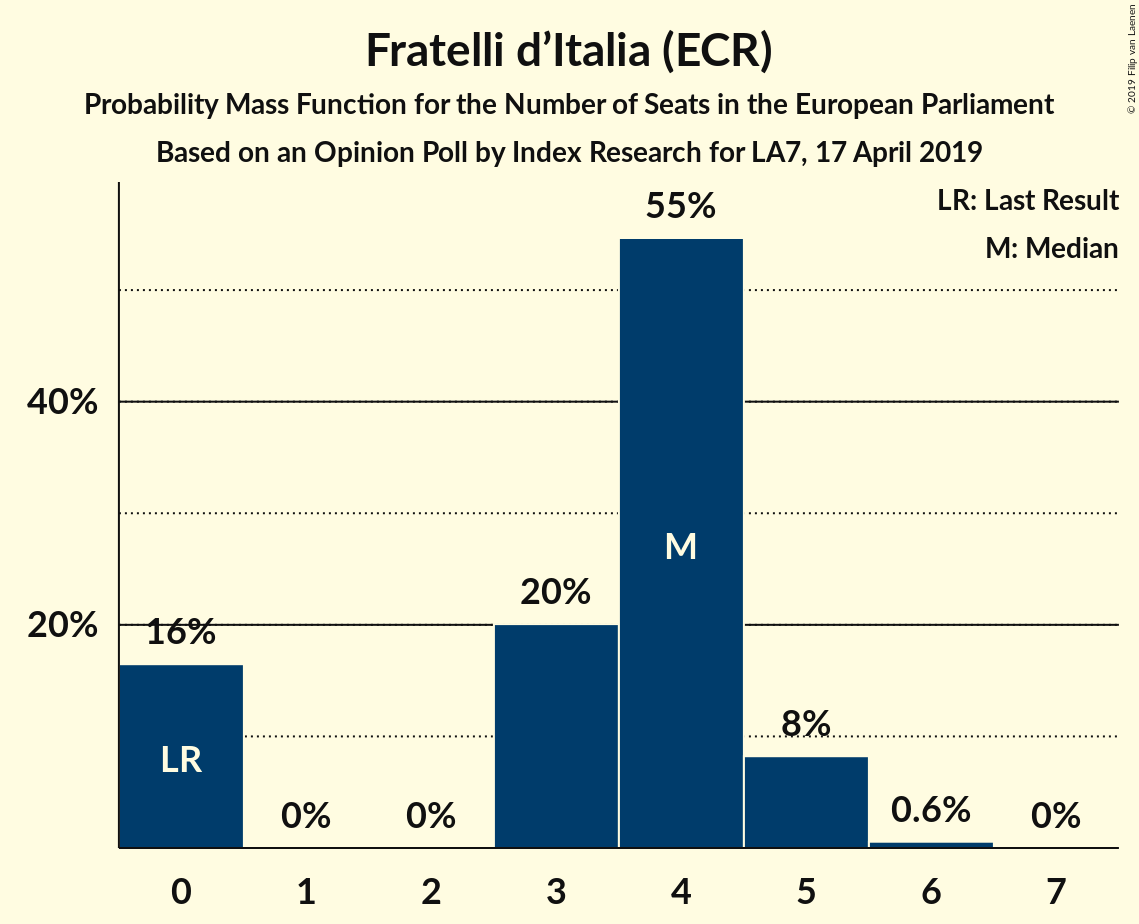 Fratelli d’Italia (ECR)
Probability Mass Function for the Number of Seats in the European Parliament
Based on an Opinion Poll by Index Research for LA7, 17 April 2019
© 2019 Filip van Laenen
LR: Last Result
M: Median
55%
40%
M
20%
20%
16%
8%
LR
0%
0%
0.6%
0%
0 1 2 3 4 5 6 7